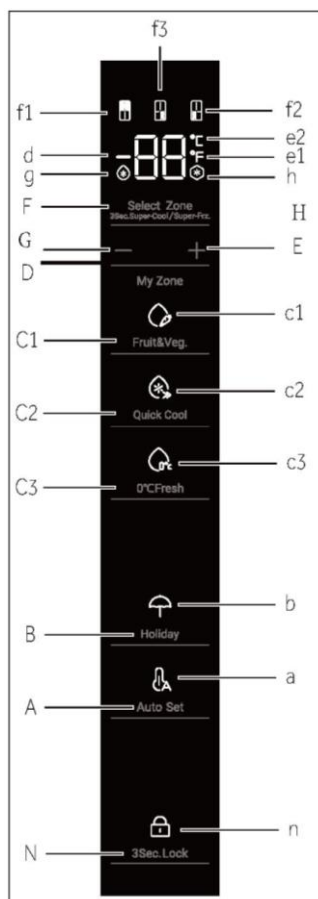 f3
f1
f2
-88 °C
°F
e2
d
e1
g
h
F
Select Zone
3Sec.Super-Cool/Super-Frz.
H
G
− +
E
D
My Zone
c1
C1
Fruit&Veg.
c2
C2
Quick Cool
0°C
c3
C3
0°CFresh
b
B
Holiday
A
a
A
Auto Set
n
N
3Sec.Lock